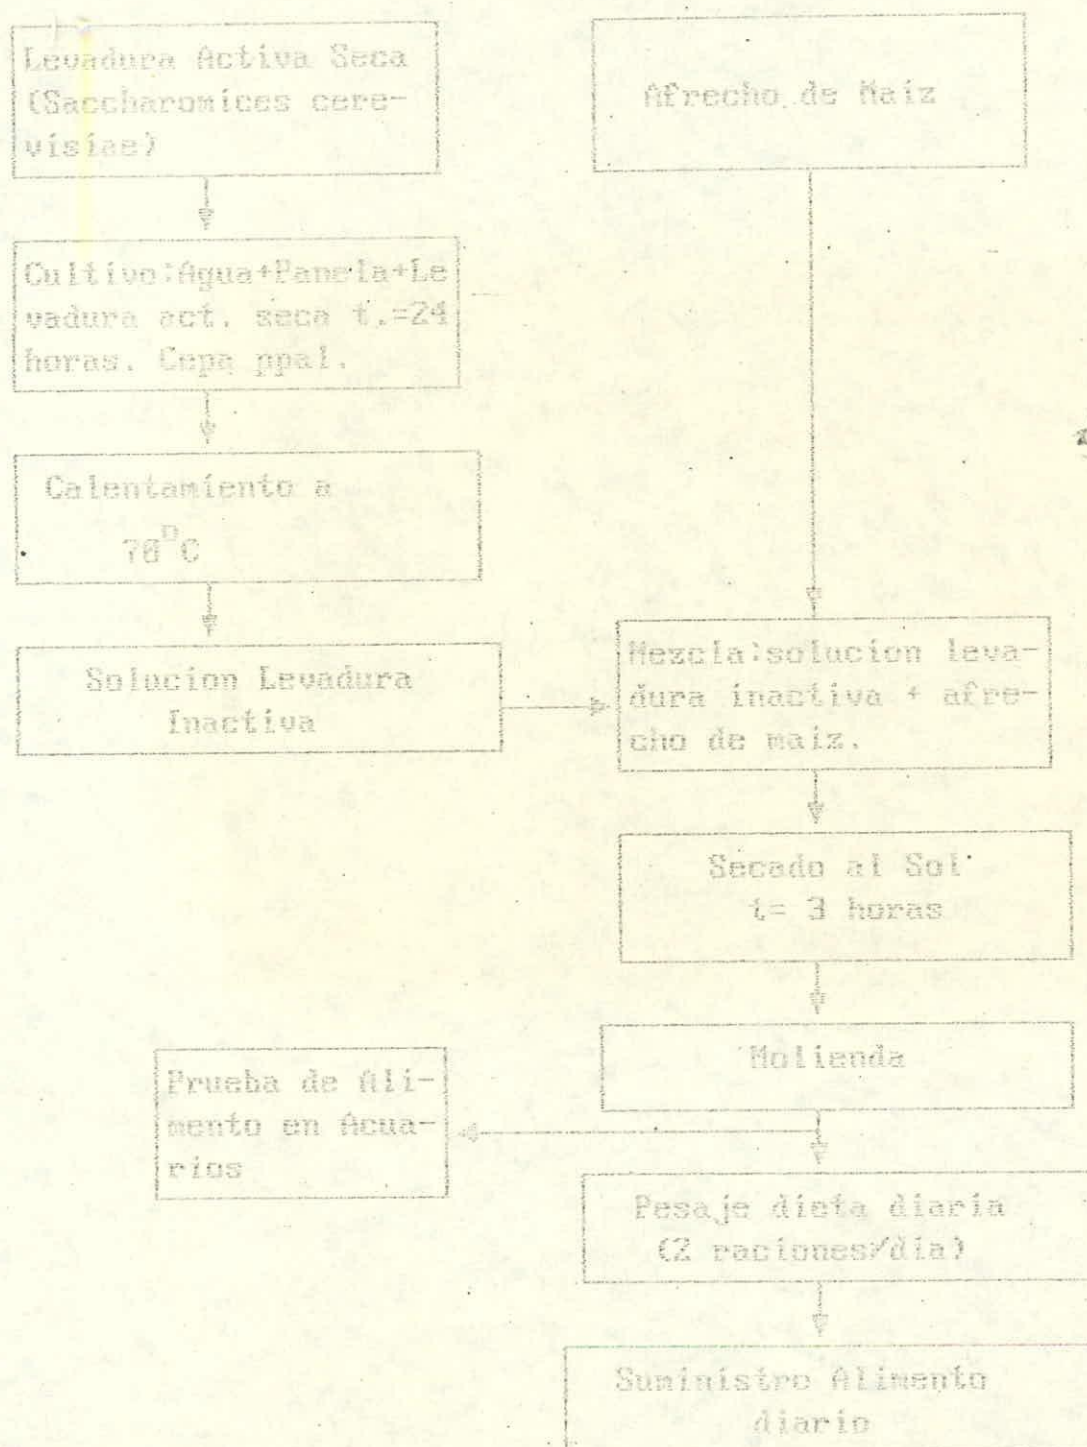 Levadura Activa Seca
(Saccharomices cere-
visiae)
Afrecho de Maíz
Cultivo:Agua+Panela+Le
vadura act. seca t.=24
horas. Cepa ppal.
Calentamiento a
70°C
Solucion Levadura
Inactiva
Mezcla:solucion leva-
dura inactiva + afre-
cho de maiz.
Secado al Sol
t= 3 horas
Molienda
Prueba de Ali-
mento en Acua-
rios
Pesaje dieta diaria
(2 raciones/dia)
Suministro Alimento
diario